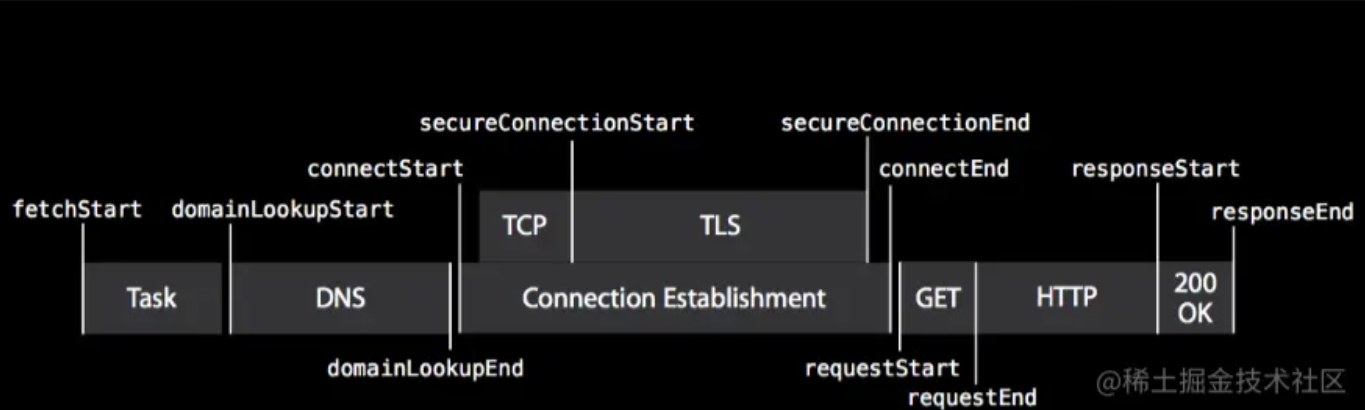 secureConnectionStart
secureConnectionEnd
connectStart
connectEnd
responseStart
fetchStart
domainLookupStart
responseEnd
TCP
TLS
Task
DNS
Connection Establishment
GET
HTTP
200
OK
domainLookupEnd
requestStart
requestEnd
@稀土掘金技术社区